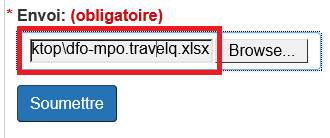 * Envoi: (obligatoire)
ktop\dfo-mpo.travelq.xlsx Browse...
Soumettre